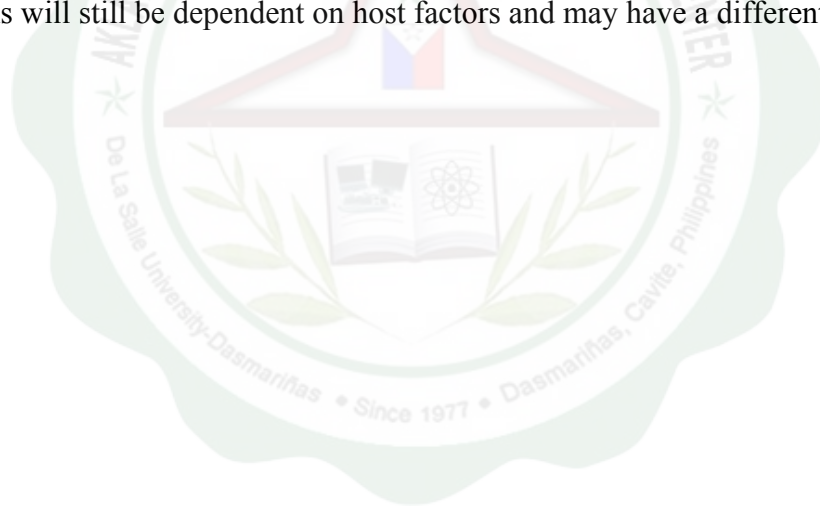 s will still be dependent on host factors and may have a different
De La Salle University-Dasmariñas • Since 1977 • Dasmariñas, Cavite, Philippines